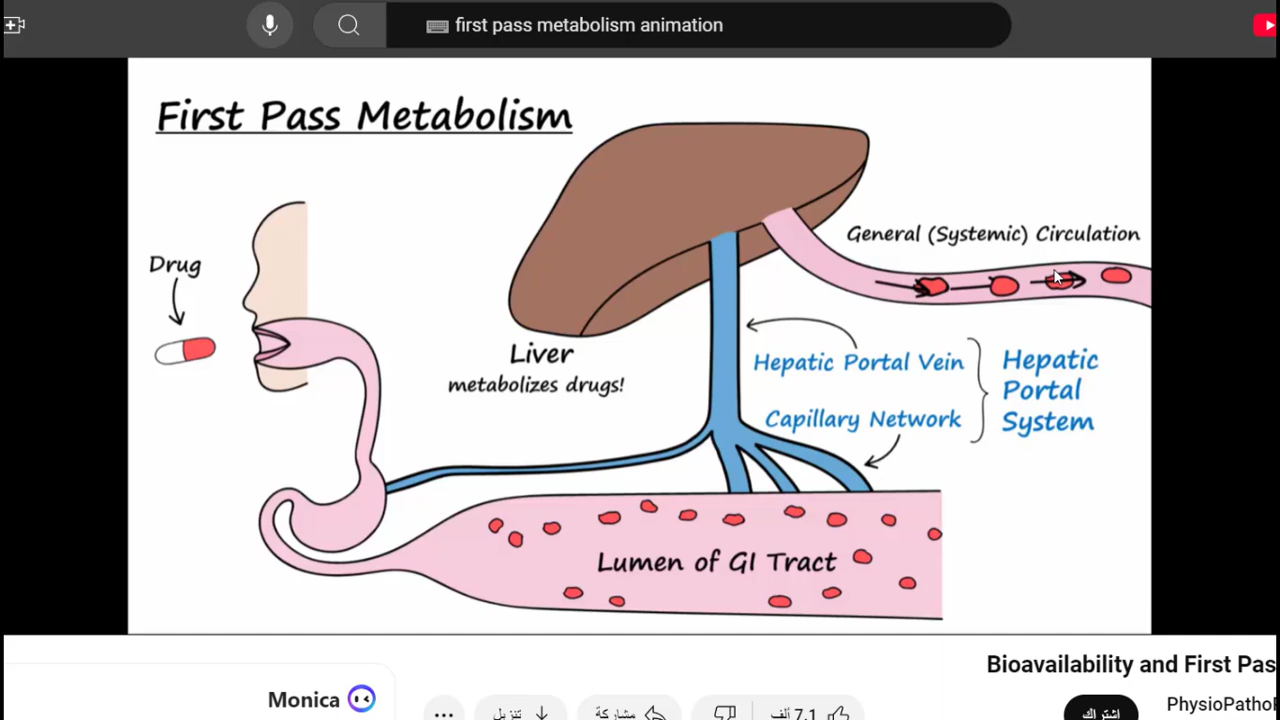 first pass metabolism animation
First Pass Metabolism
Drug
General (Systemic) Circulation
Liver
metabolizes drugs!
Hepatic Portal Vein
Capillary Network
Hepatic
Portal
System
Lumen of GI Tract
Bioavailability and First Pas
Monica
PhysioPathol
اشتراك
7.1 ألف
مشاركة
تنزيل